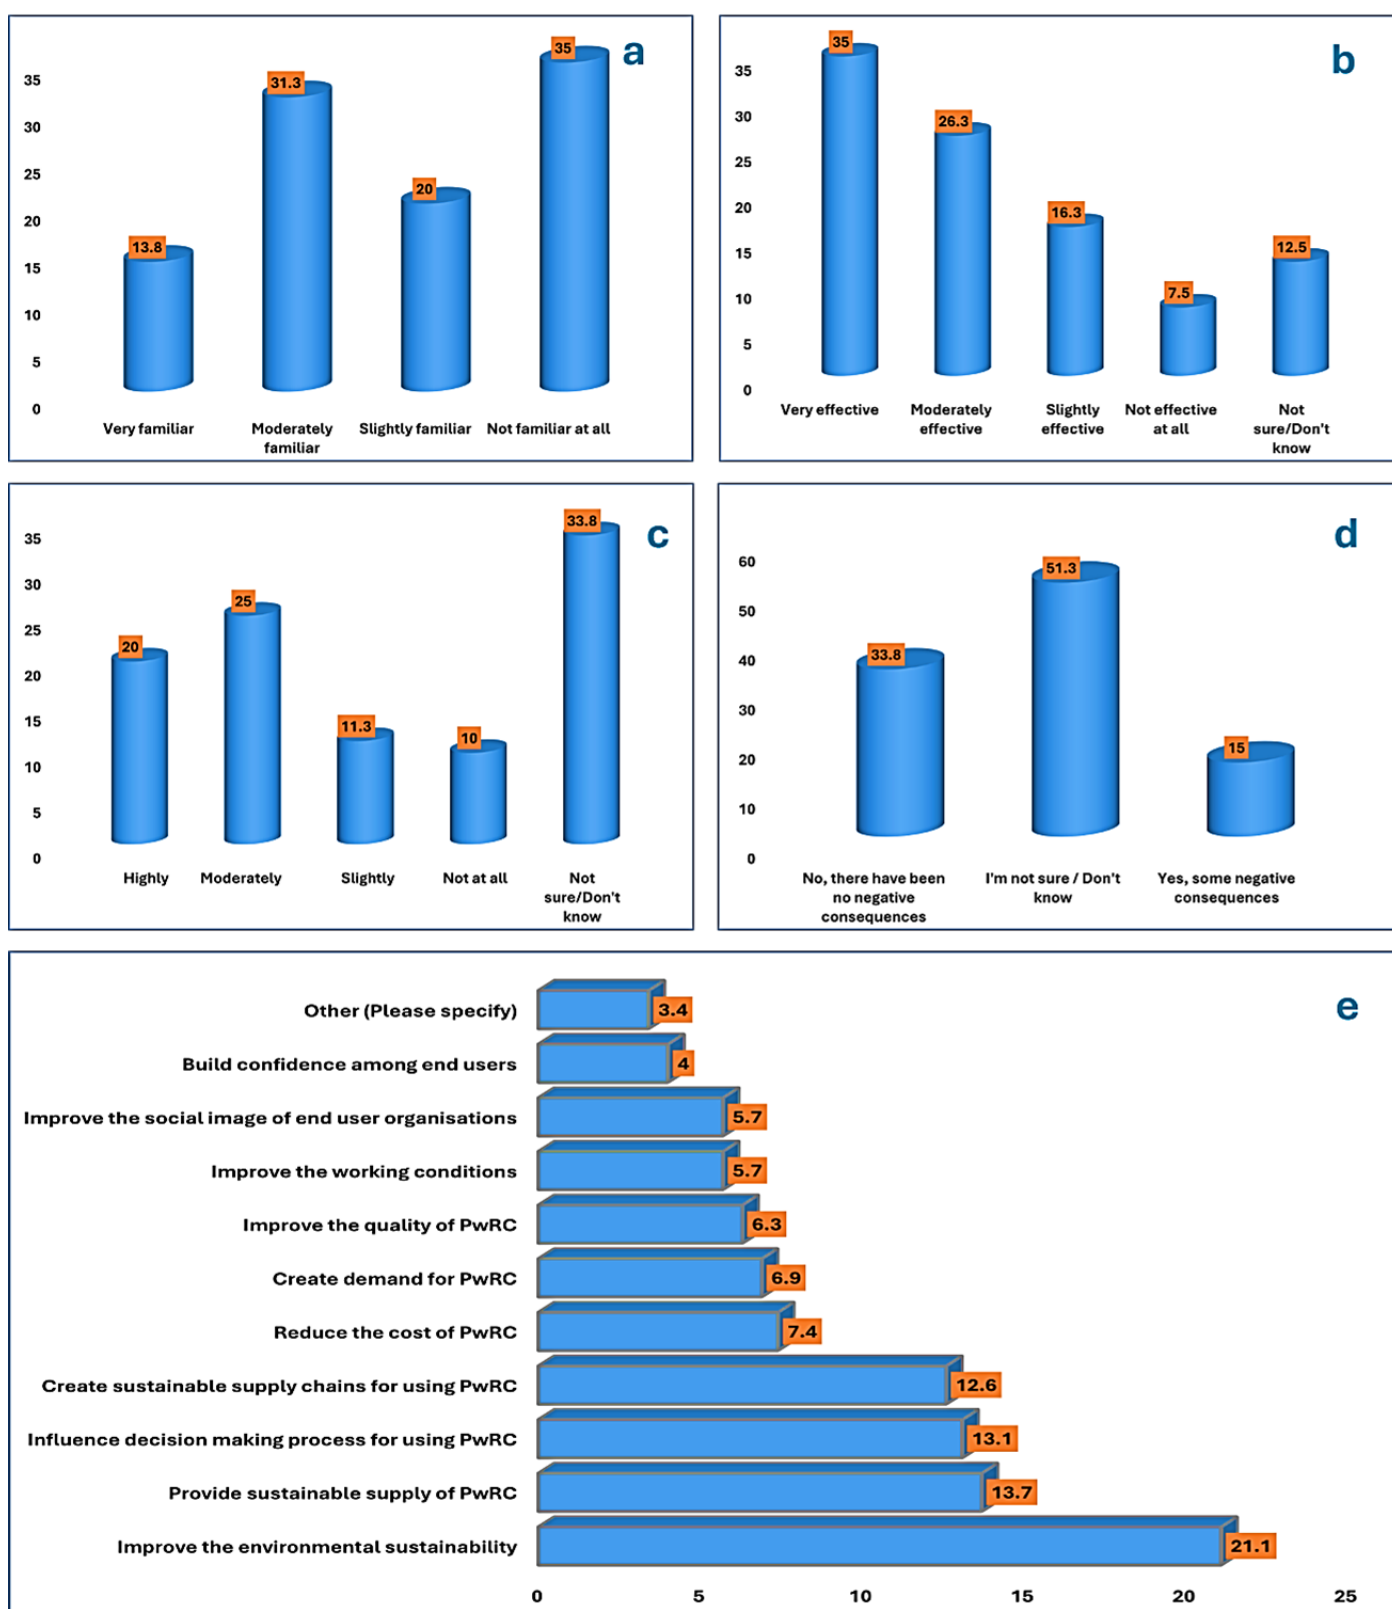 a
35
31.3
20
13.8
35
30
25
20
15
10
5
0
Very familiar
Moderately
familiar
Slightly familiar
Not familiar at all
b
35
26.3
16.3
7.5
12.5
35
30
25
20
15
10
5
0
Very effective
Moderately
effective
Slightly
effective
Not effective
at all
Not
sure/Don't
know
c
20
25
11.3
10
33.8
35
30
25
20
15
10
5
0
Highly
Moderately
Slightly
Not at all
Not
sure/Don't
know
d
33.8
51.3
15
60
50
40
30
20
10
0
No, there have been
no negative
consequences
I'm not sure / Don't
know
Yes, some negative
consequences
e
Other (Please specify) 3.4
Build confidence among end users 4
Improve the social image of end user organisations 5.7
Improve the working conditions 5.7
Improve the quality of PwRC 6.3
Create demand for PwRC 6.9
Reduce the cost of PwRC 7.4
Create sustainable supply chains for using PwRC 12.6
Influence decision making process for using PwRC 13.1
Provide sustainable supply of PwRC 13.7
Improve the environmental sustainability 21.1
0 5 10 15 20 25